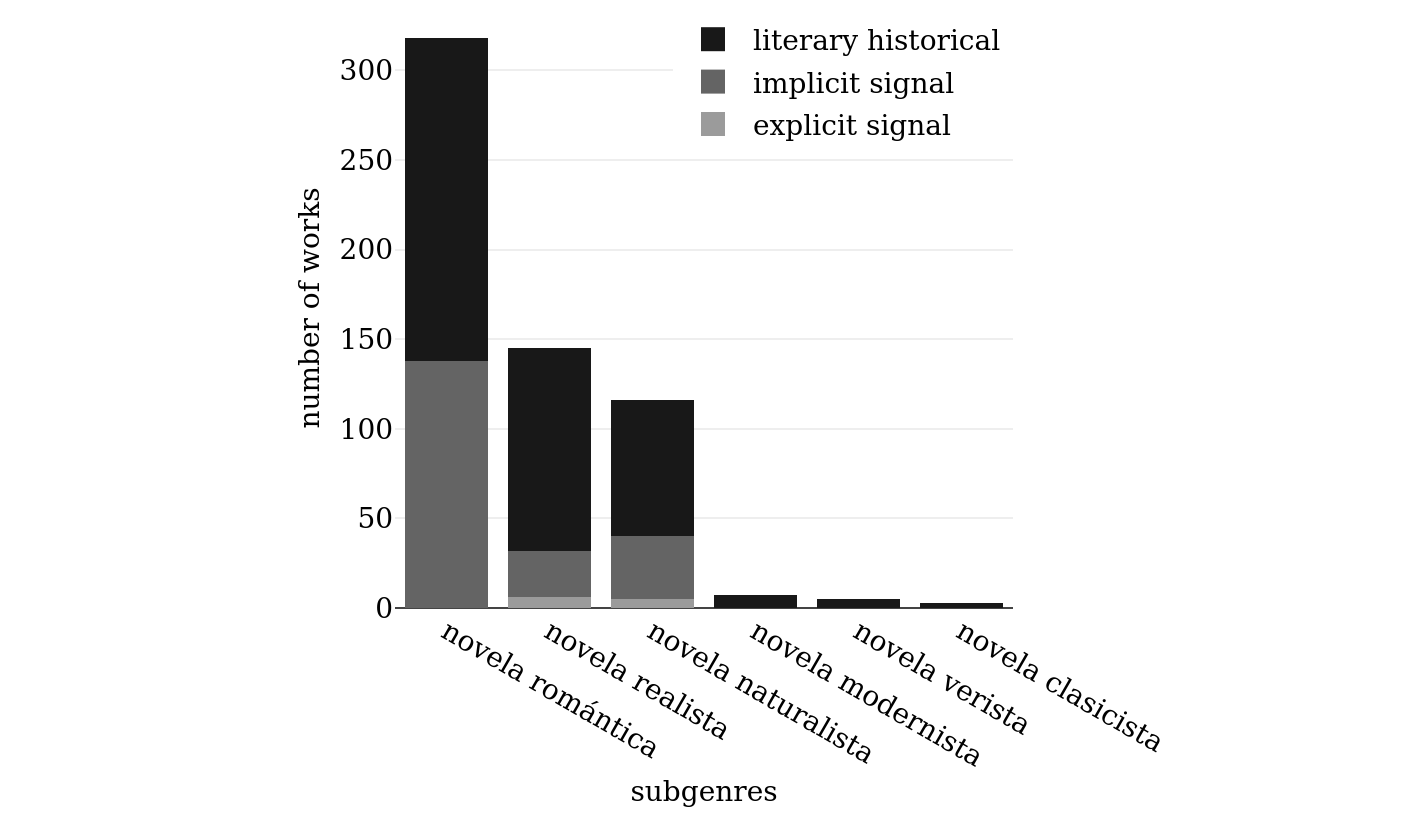 literary historical
implicit signal
explicit signal
300
250
200
150
100
50
0
number of works
novela romántica
novela realista
novela naturalista
novela modernista
novela verista
novela clasicista
subgenres